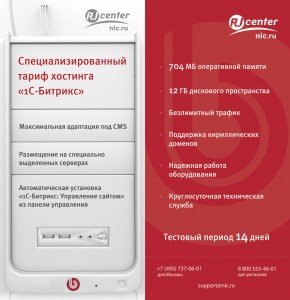 RU center
nic.ru
Специализированный
тариф хостинга
«1С-Битрикс»
Максимальная адаптация под CMS
Размещение на специально
выделенных серверах
Автоматическая установка
«1С-Битрикс: Управление сайтом»
из панели управления
RU center
nic.ru
704 МБ оперативной памяти
12 ГБ дискового пространства
Безлимитный трафик
Поддержка кириллических
доменов
Надежная работа
оборудования
Круглосуточная техническая
служба
Тестовый период 14 дней
+7 (495) 737-06-01
для Москвы
8 800 555-46-01
для регионов
support@nic.ru